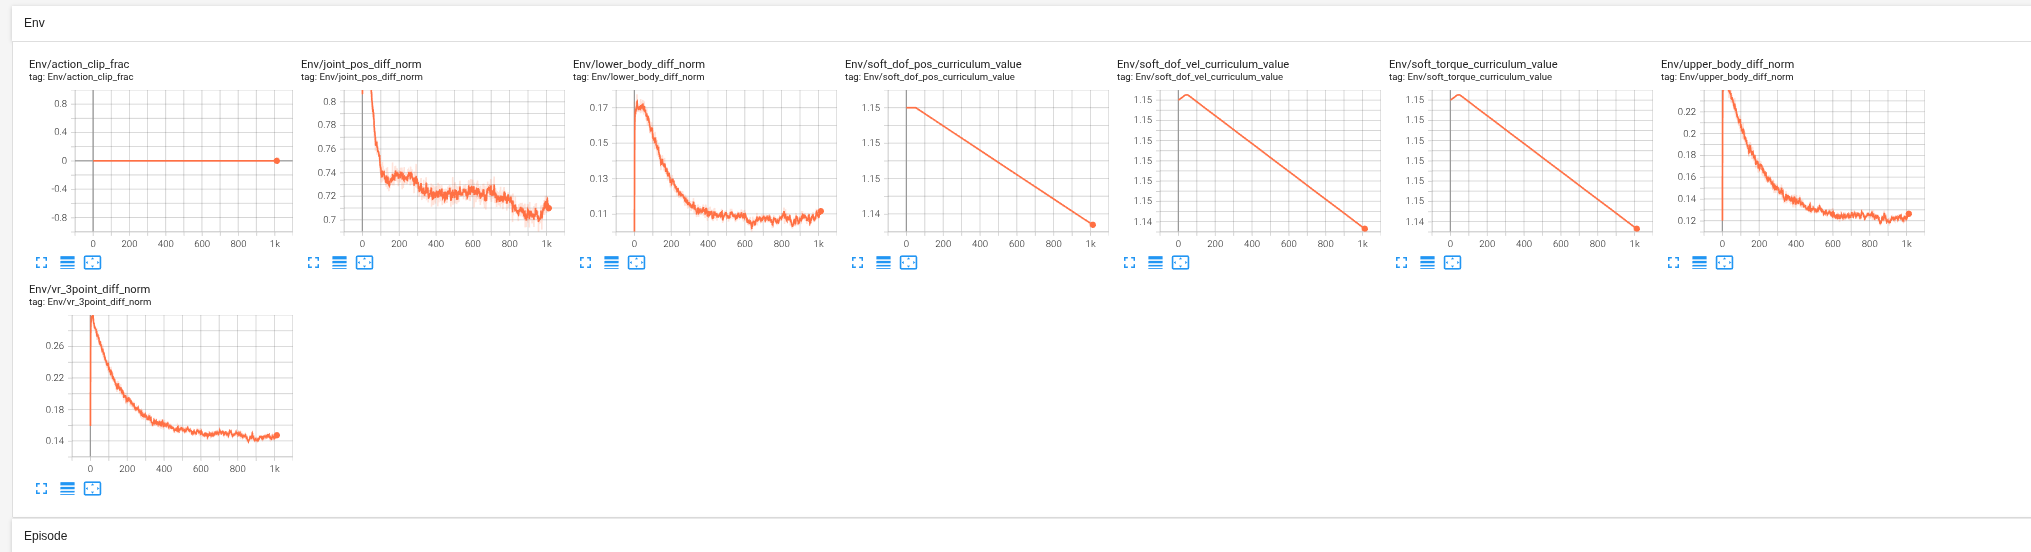 Env
Env/action_clip_frac
tag: Env/action_clip_frac
0.8
0.4
0
-0.4
-0.8
0 200 400 600 800 1k
Env/joint_pos_diff_norm
tag: Env/joint_pos_diff_norm
0.8
0.78
0.76
0.74
0.72
0.7
0 200 400 600 800 1k
Env/lower_body_diff_norm
tag: Env/lower_body_diff_norm
0.17
0.15
0.13
0.11
0 200 400 600 800 1k
Env/soft_dof_pos_curriculum_value
tag: Env/soft_dof_pos_curriculum_value
1.15
1.15
1.15
1.14
0 200 400 600 800 1k
Env/soft_dof_vel_curriculum_value
tag: Env/soft_dof_vel_curriculum_value
1.15
1.15
1.15
1.15
1.15
1.15
1.14
0 200 400 600 800 1k
Env/soft_torque_curriculum_value
tag: Env/soft_torque_curriculum_value
1.15
1.15
1.15
1.15
1.15
1.15
1.14
0 200 400 600 800 1k
Env/upper_body_diff_norm
tag: Env/upper_body_diff_norm
0.22
0.2
0.18
0.16
0.14
0.12
0 200 400 600 800 1k
Env/vr_3point_diff_norm
tag: Env/vr_3point_diff_norm
0.26
0.22
0.18
0.14
0 200 400 600 800 1k
Episode